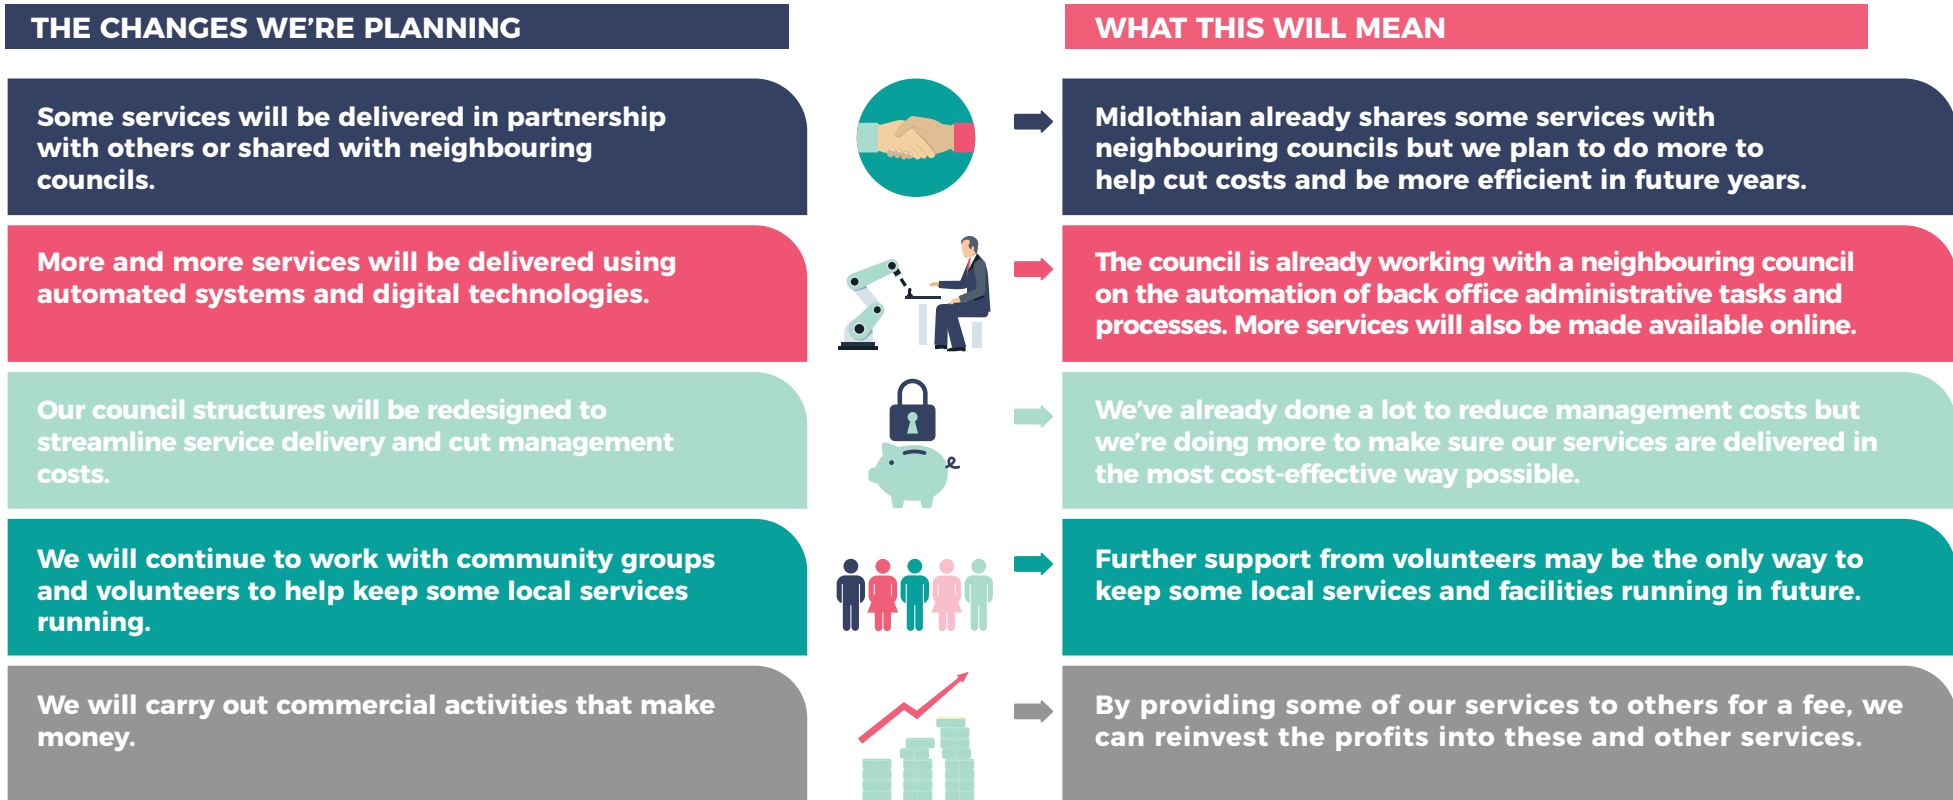 THE CHANGES WE’RE PLANNING
WHAT THIS WILL MEAN
Some services will be delivered in partnership
with others or shared with neighbouring
councils.
Midlothian already shares some services with
neighbouring councils but we plan to do more to
help cut costs and be more efficient in future years.
More and more services will be delivered using
automated systems and digital technologies.
The council is already working with a neighbouring council
on the automation of back office administrative tasks and
processes. More services will also be made available online.
Our council structures will be redesigned to
streamline service delivery and cut management
costs.
We’ve already done a lot to reduce management costs but
we’re doing more to make sure our services are delivered in
the most cost-effective way possible.
We will continue to work with community groups
and volunteers to help keep some local services
running.
Further support from volunteers may be the only way to
keep some local services and facilities running in future.
We will carry out commercial activities that make
money.
By providing some of our services to others for a fee, we
can reinvest the profits into these and other services.